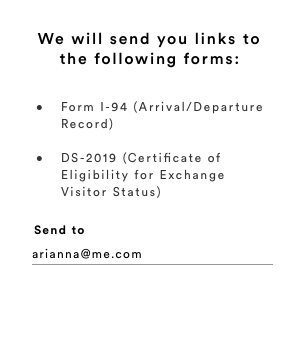 We will send you links to
the following forms:
• Form I-94 (Arrival/Departure
Record)
• DS-2019 (Certificate of
Eligibility for Exchange
Visitor Status)
Send to
arianna@me.com